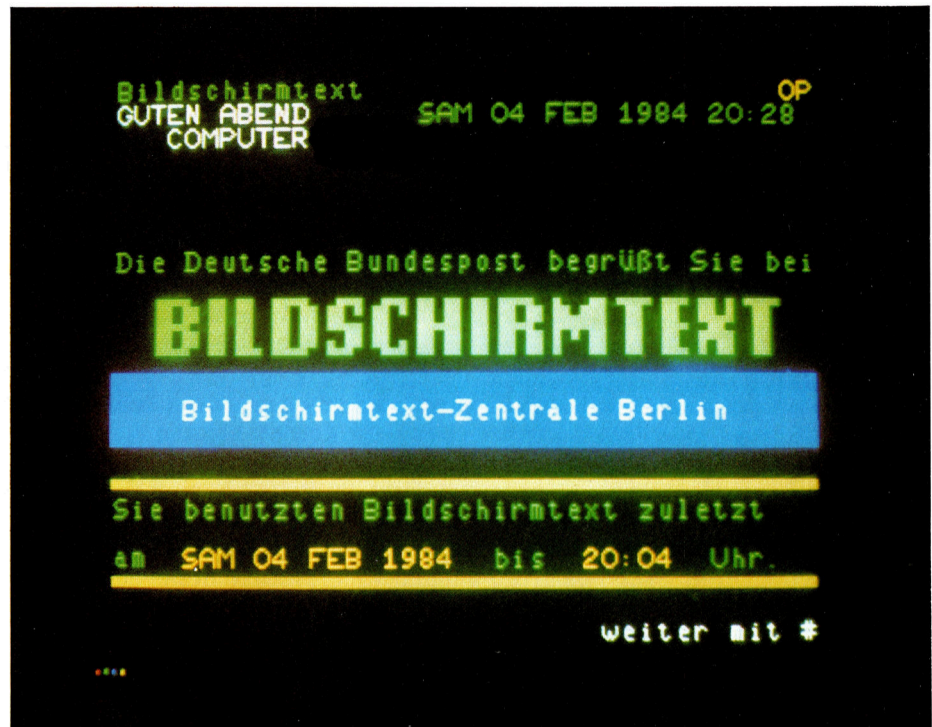 Bildschirmtext OP
GUTEN ABEND SAM 04 FEB 1984 20:28
COMPUTER
Die Deutsche Bundespost begrüßt Sie bei
BILDSCHIRMTEXT
Bildschirmtext-Zentrale Berlin
Sie benutzten Bildschirmtext zuletzt
am SAM 04 FEB 1984 bis 20:04 Uhr.
weiter mit #